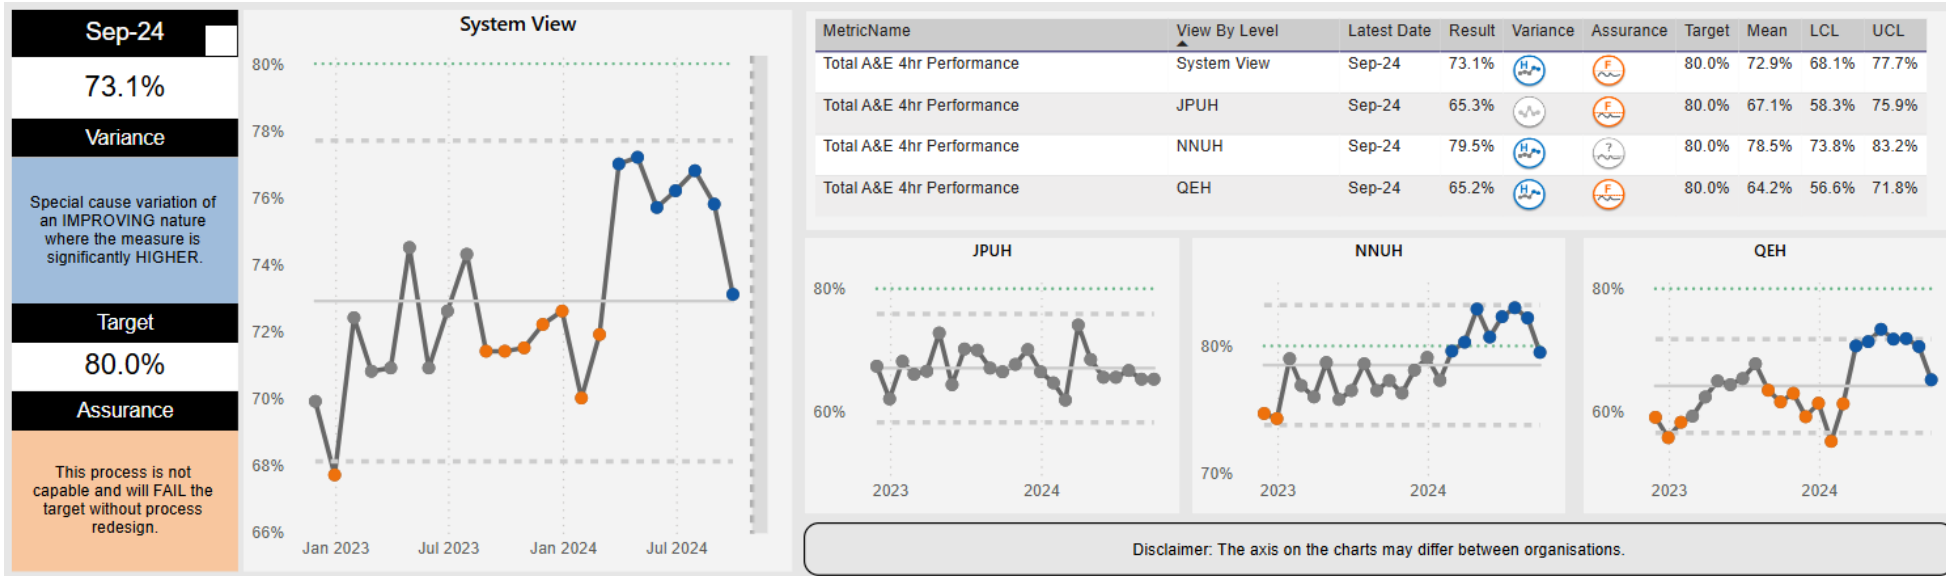 Sep-24
73.1%
Variance
Special cause variation of
an IMPROVING nature
where the measure is
significantly HIGHER.
Target
80.0%
Assurance
This process is not
capable and will FAIL the
target without process
redesign.
System View
80%
78%
76%
74%
72%
70%
68%
66%
Jan 2023 Jul 2023 Jan 2024 Jul 2024
MetricName View By Level Latest Date Result Variance Assurance Target Mean LCL UCL
Total A&E 4hr Performance System View Sep-24 73.1% H F 80.0% 72.9% 68.1% 77.7%
Total A&E 4hr Performance JPUH Sep-24 65.3% F 80.0% 67.1% 58.3% 75.9%
Total A&E 4hr Performance NNUH Sep-24 79.5% H ? 80.0% 78.5% 73.8% 83.2%
Total A&E 4hr Performance QEH Sep-24 65.2% H F 80.0% 64.2% 56.6% 71.8%
JPUH
80%
60%
2023 2024
NNUH
80%
70%
2023 2024
QEH
80%
60%
2023 2024
Disclaimer: The axis on the charts may differ between organisations.